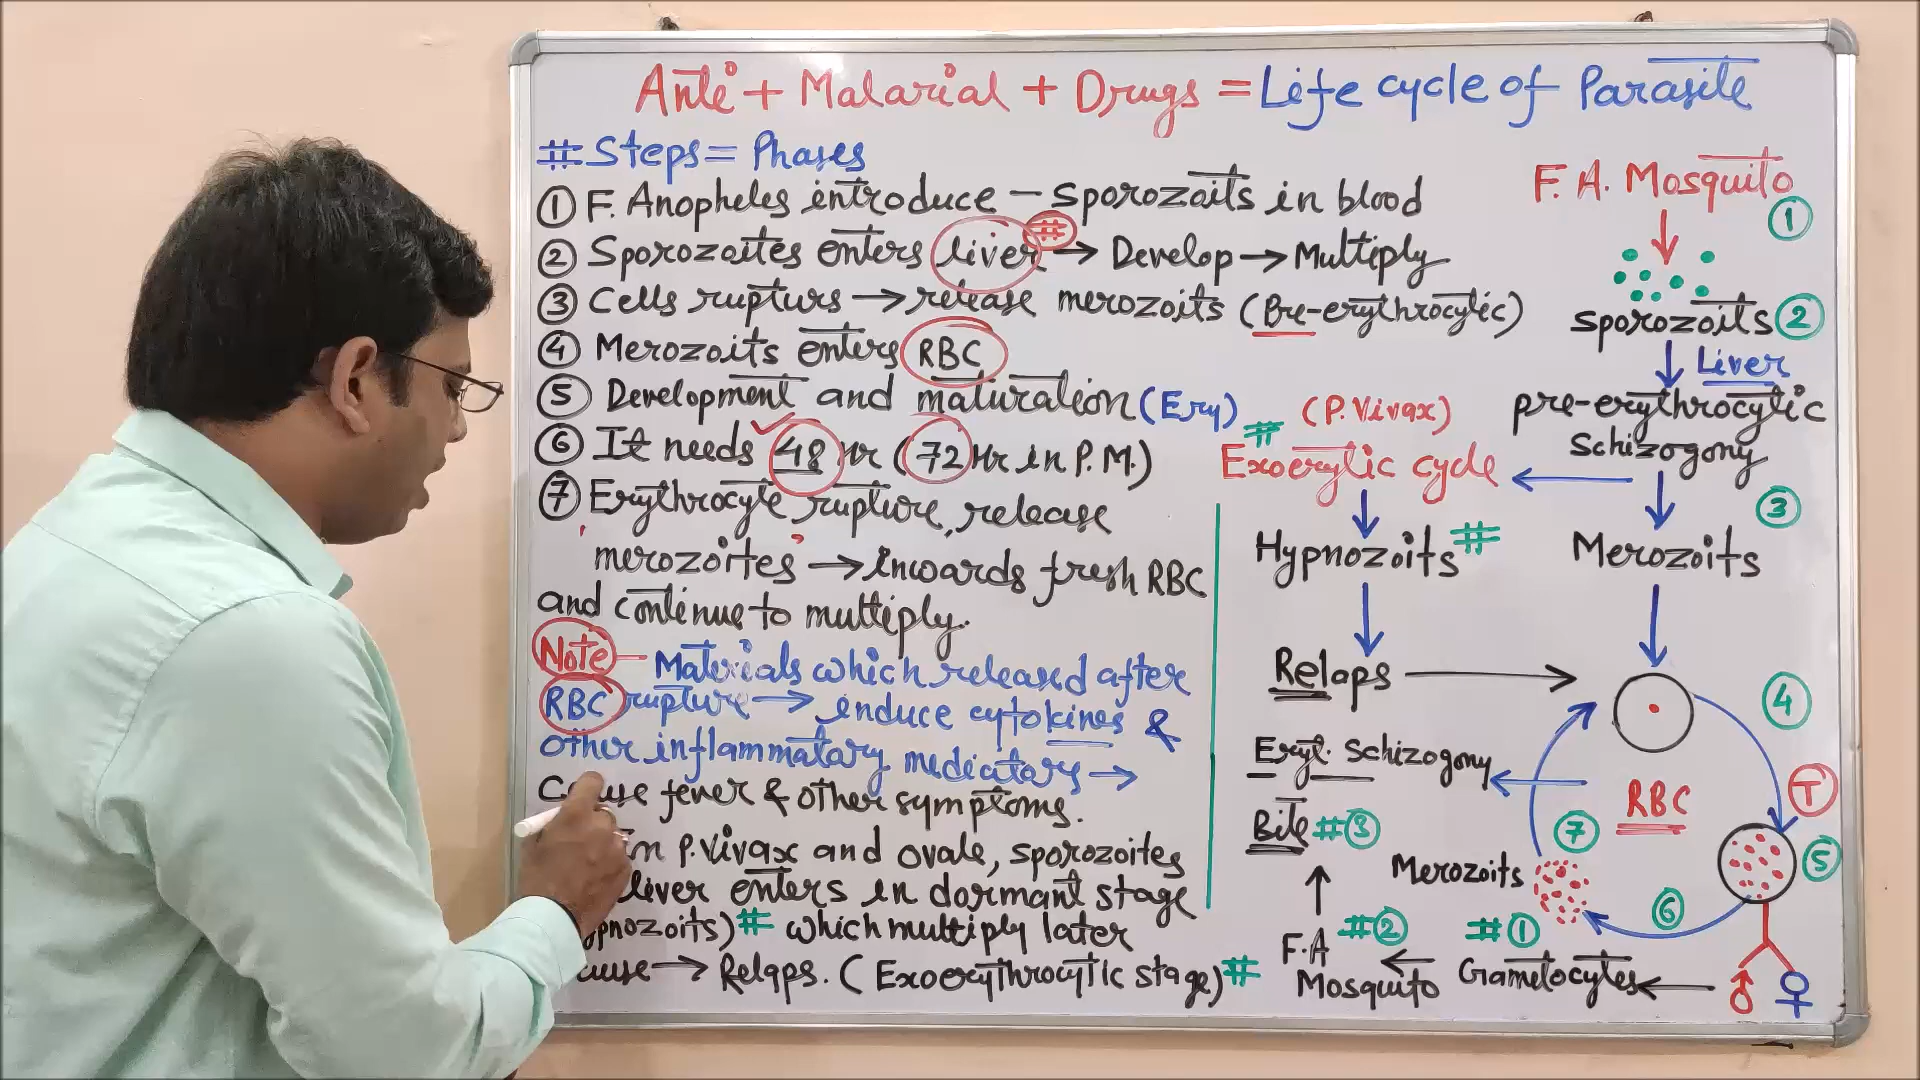 Anti + Malarial + Drugs = Life cycle of Parasite
# Steps = Phases
① F. Anopheles introduce – sporozoits in blood
② Sporozoites enters liver # → Develop → Multiply
③ Cells rupturs → release merozoits (Pre-erythrocytic)
④ Merozoits enters RBC
⑤ Development and maturation (Ery)
⑥ It needs 48 Hr (72 Hr in P.M.)
⑦ Erythrocyte rupture, release
merozoites → inwards fresh RBC
and continue to multiply.
Note – Materials which released after
RBC rupture → induce cytokines &
other inflammatary mediatars →
Cause fever & other symptoms.
in P. Vivax and ovale, sporozoites
liver enters in dormant stage
pnozoits) # which multiply later
ause → Relaps. (Exoerythrocytic stage) #
F. A. Mosquito
①
Sporozoits ②
Liver
pre-erythrocytic
Schizogony
③
(P. Vivax)
# Exoerytic cycle
Hypnozoits #
Merozoits
Relaps
④
Eryt. Schizogony
RBC
T
Bite # ③
⑦
⑤
Merozoits
⑥
F.A # ②
Mosquito
# ①
Gametocytes
♂ ♀